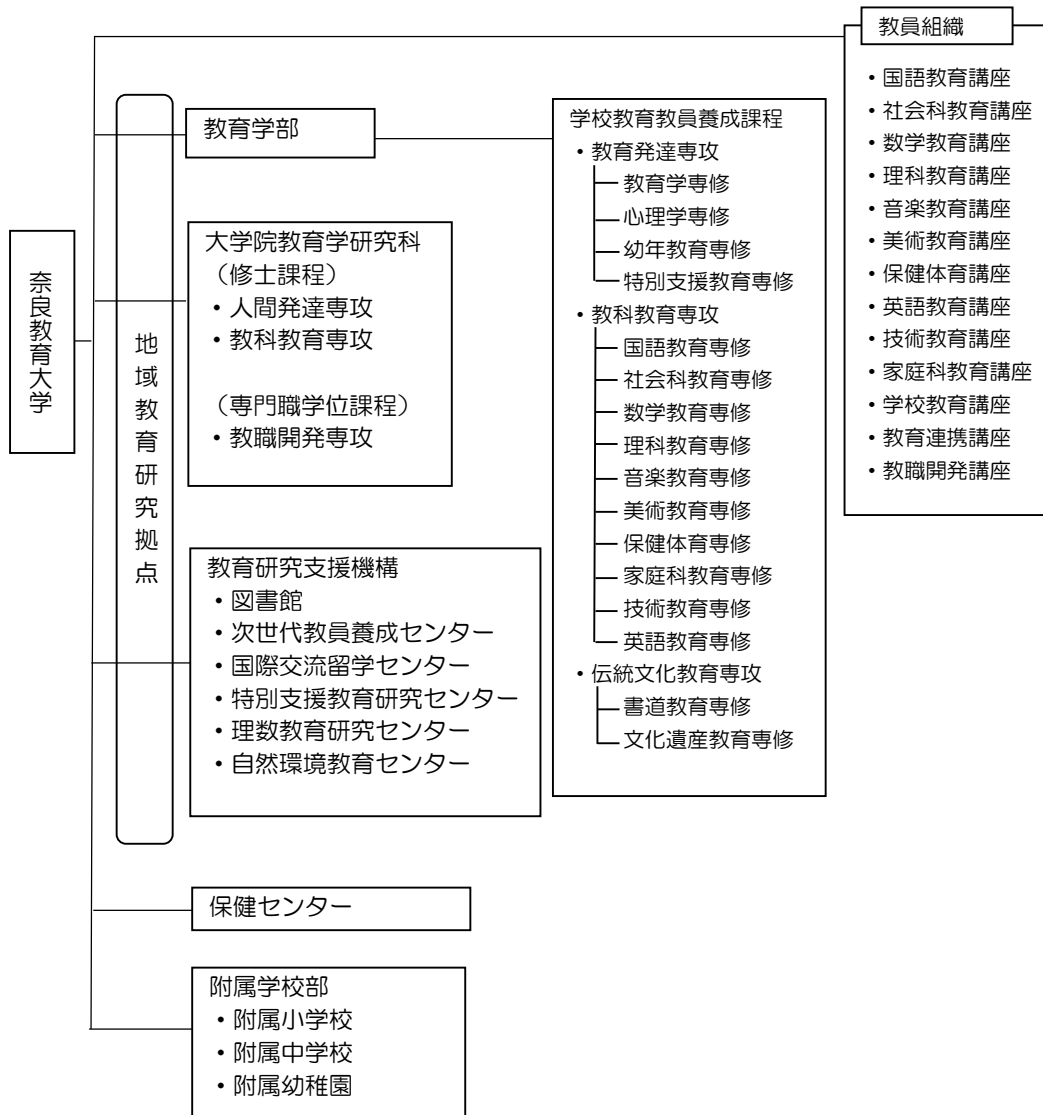 奈良教育大学
地域教育研究拠点
教育学部
大学院教育学研究科
（修士課程）
・人間発達専攻
・教科教育専攻
（専門職学位課程）
・教職開発専攻
教育研究支援機構
・図書館
・次世代教員養成センター
・国際交流留学センター
・特別支援教育研究センター
・理数教育研究センター
・自然環境教育センター
保健センター
附属学校部
・附属小学校
・附属中学校
・附属幼稚園
学校教育教員養成課程
・教育発達専攻
教育学専修
心理学専修
幼年教育専修
特別支援教育専修
・教科教育専攻
国語教育専修
社会科教育専修
数学教育専修
理科教育専修
音楽教育専修
美術教育専修
保健体育専修
家庭科教育専修
技術教育専修
英語教育専修
・伝統文化教育専攻
書道教育専修
文化遺産教育専修
教員組織
・国語教育講座
・社会科教育講座
・数学教育講座
・理科教育講座
・音楽教育講座
・美術教育講座
・保健体育講座
・英語教育講座
・技術教育講座
・家庭科教育講座
・学校教育講座
・教育連携講座
・教職開発講座